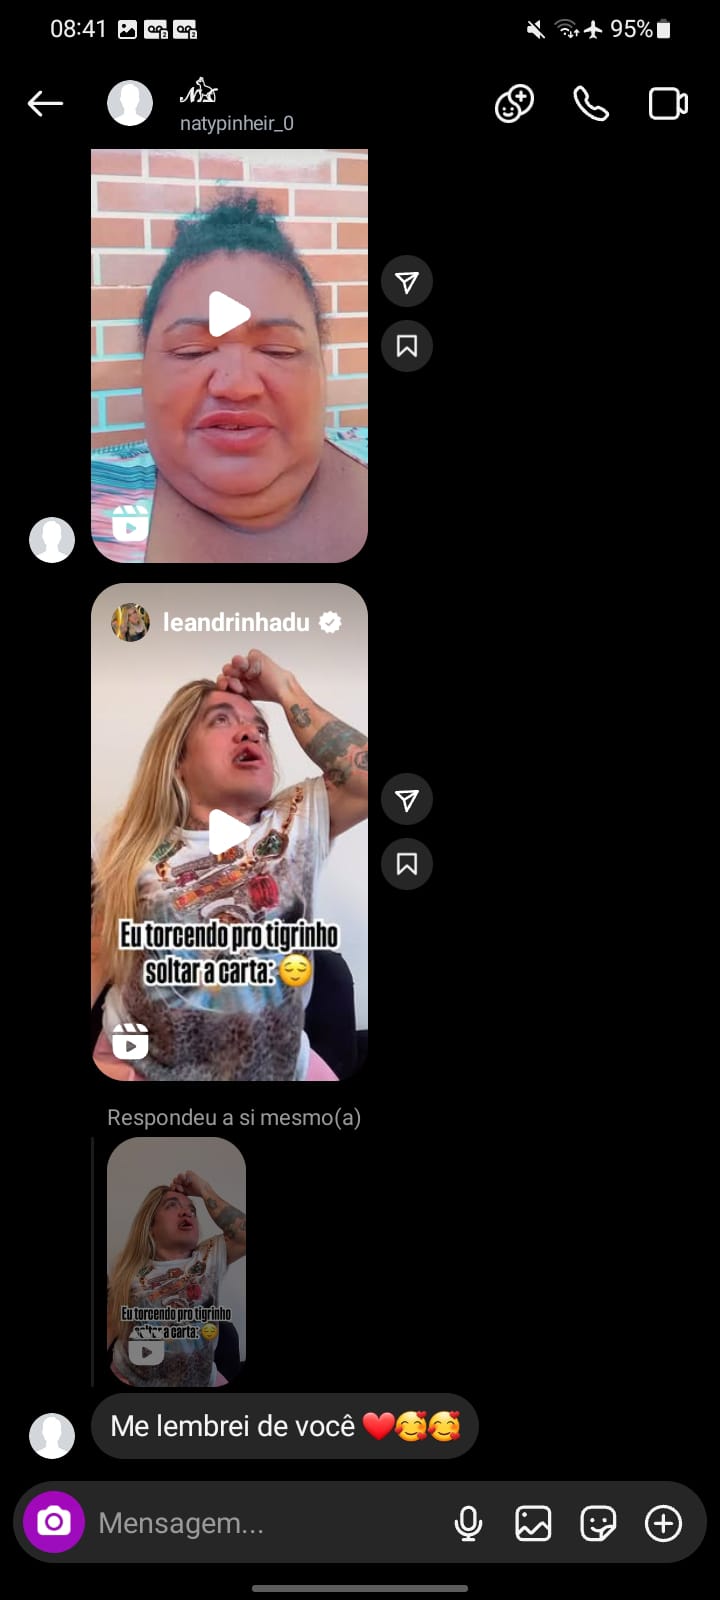 08:41
95%
natypinheir_0
leandrinhadu
Eu torcendo pro tigrinho
soltar a carta: 😌
Respondeu a si mesmo(a)
Eu torcendo pro tigrinho
soltar a carta: 😌
Me lembrei de você ❤️🥰🥰
Mensagem...